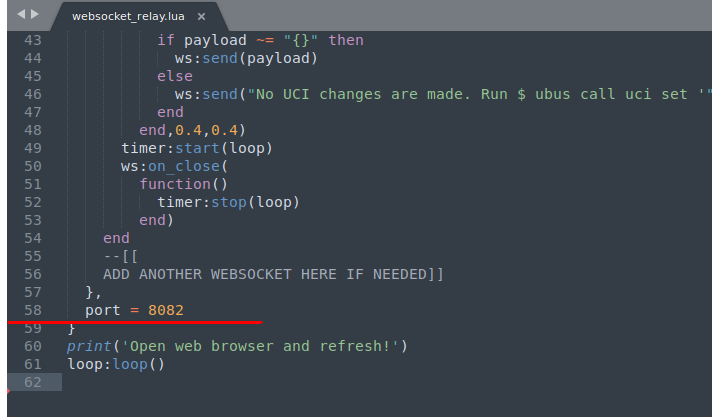 websocket_relay.lua ×
43 if payload ~= "{}" then
44 ws:send(payload)
45 else
46 ws:send("No UCI changes are made. Run $ ubus call uci set '"
47 end
48 end,0.4,0.4)
49 timer:start(loop)
50 ws:on_close(
51 function()
52 timer:stop(loop)
53 end)
54 end
55 --[[
56 ADD ANOTHER WEBSOCKET HERE IF NEEDED]]
57 },
58 port = 8082
59 }
60 print('Open web browser and refresh!')
61 loop:loop()
62